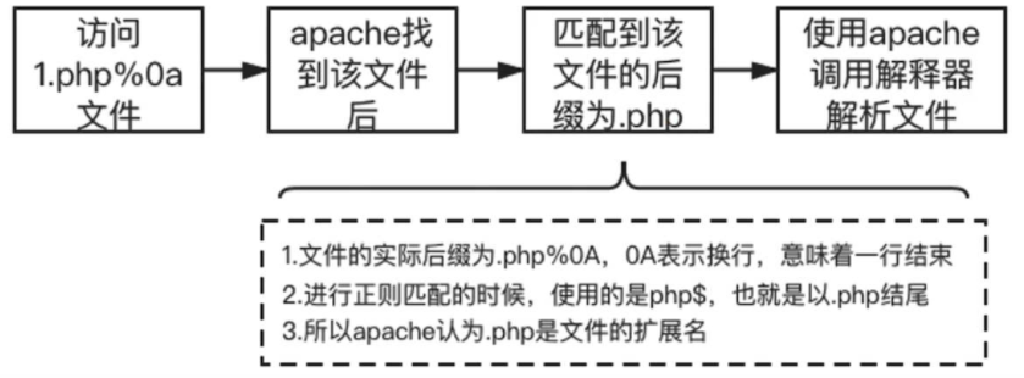 访问
1.php%0a
文件
apache找
到该文件
后
匹配到该
文件的后
缀为.php
使用apache
调用解释器
解析文件
1.文件的实际后缀为.php%0A，0A表示换行，意味着一行结束
2.进行正则匹配的时候，使用的是php$，也就是以.php结尾
3.所以apache认为.php是文件的扩展名